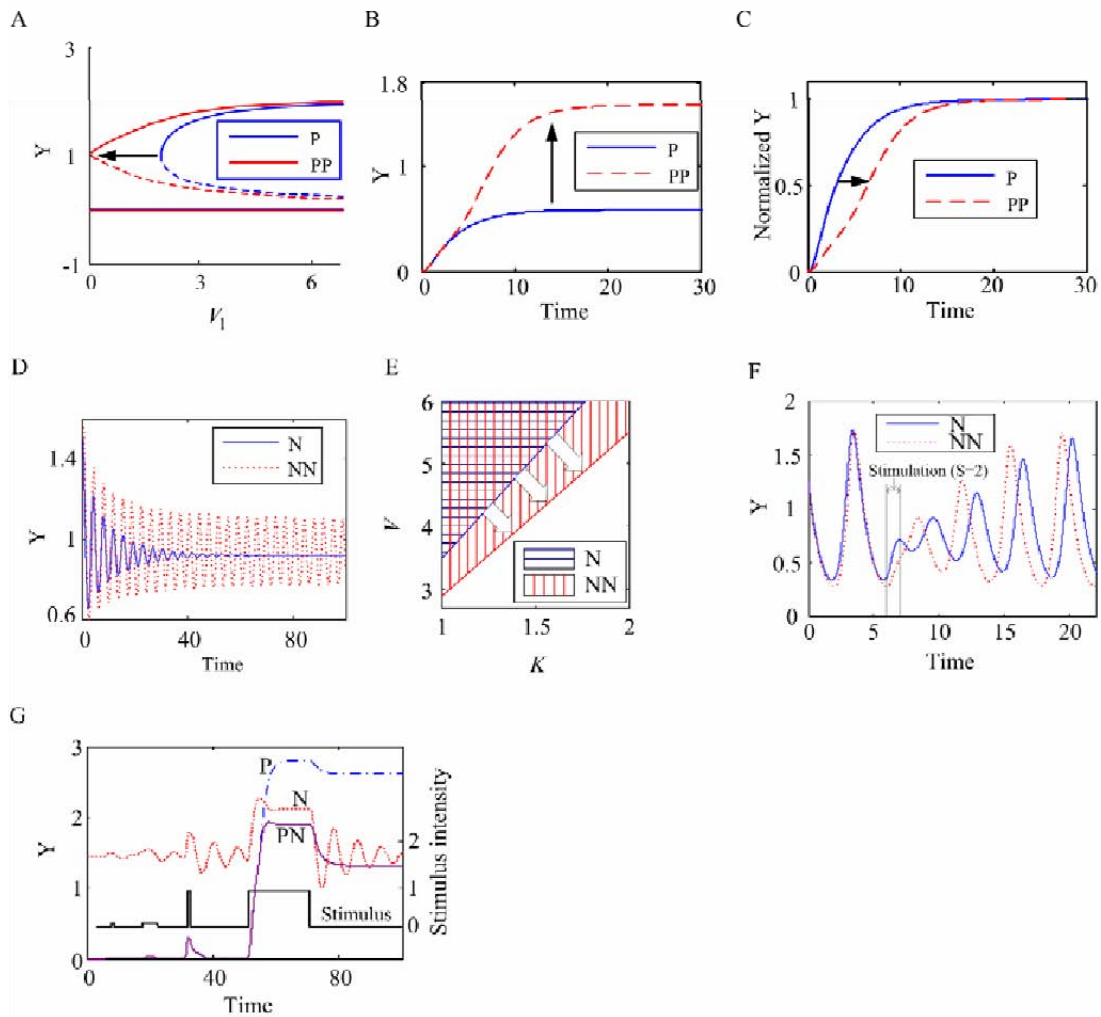 A
3
Y
1
-1
0
3
6
V1
P
PP
B
1.8
Y
1
0
0
10
20
30
Time
P
PP
C
1
Normalized Y
0.5
0
0
10
20
30
Time
P
PP
D
1.4
Y
1
0.6
0
40
80
Time
N
NN
E
6
5
V
4
3
1
1.5
2
K
N
NN
F
2
1.5
Y
1
0.5
0
0
5
10
15
20
Time
N
NN
Stimulation (S=2)
G
3
2
Y
1
0
0
40
80
Time
P
N
PN
Stimulus
2
1
0
Stimulus intensity